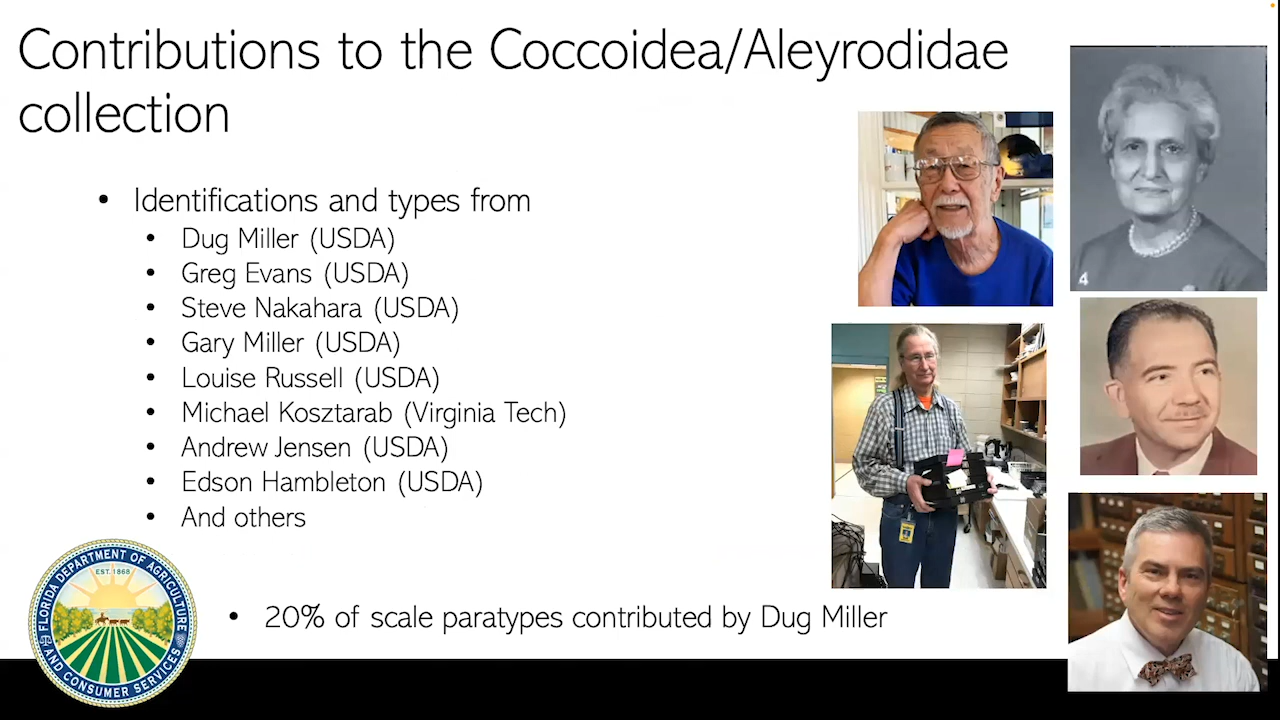 Contributions to the Coccoidea/Aleyrodidae
collection
• Identifications and types from
• Dug Miller (USDA)
• Greg Evans (USDA)
• Steve Nakahara (USDA)
• Gary Miller (USDA)
• Louise Russell (USDA)
• Michael Kosztarab (Virginia Tech)
• Andrew Jensen (USDA)
• Edson Hambleton (USDA)
• And others
• 20% of scale paratypes contributed by Dug Miller
FLORIDA DEPARTMENT OF AGRICULTURE
AND CONSUMER SERVICES
EST. 1868
4